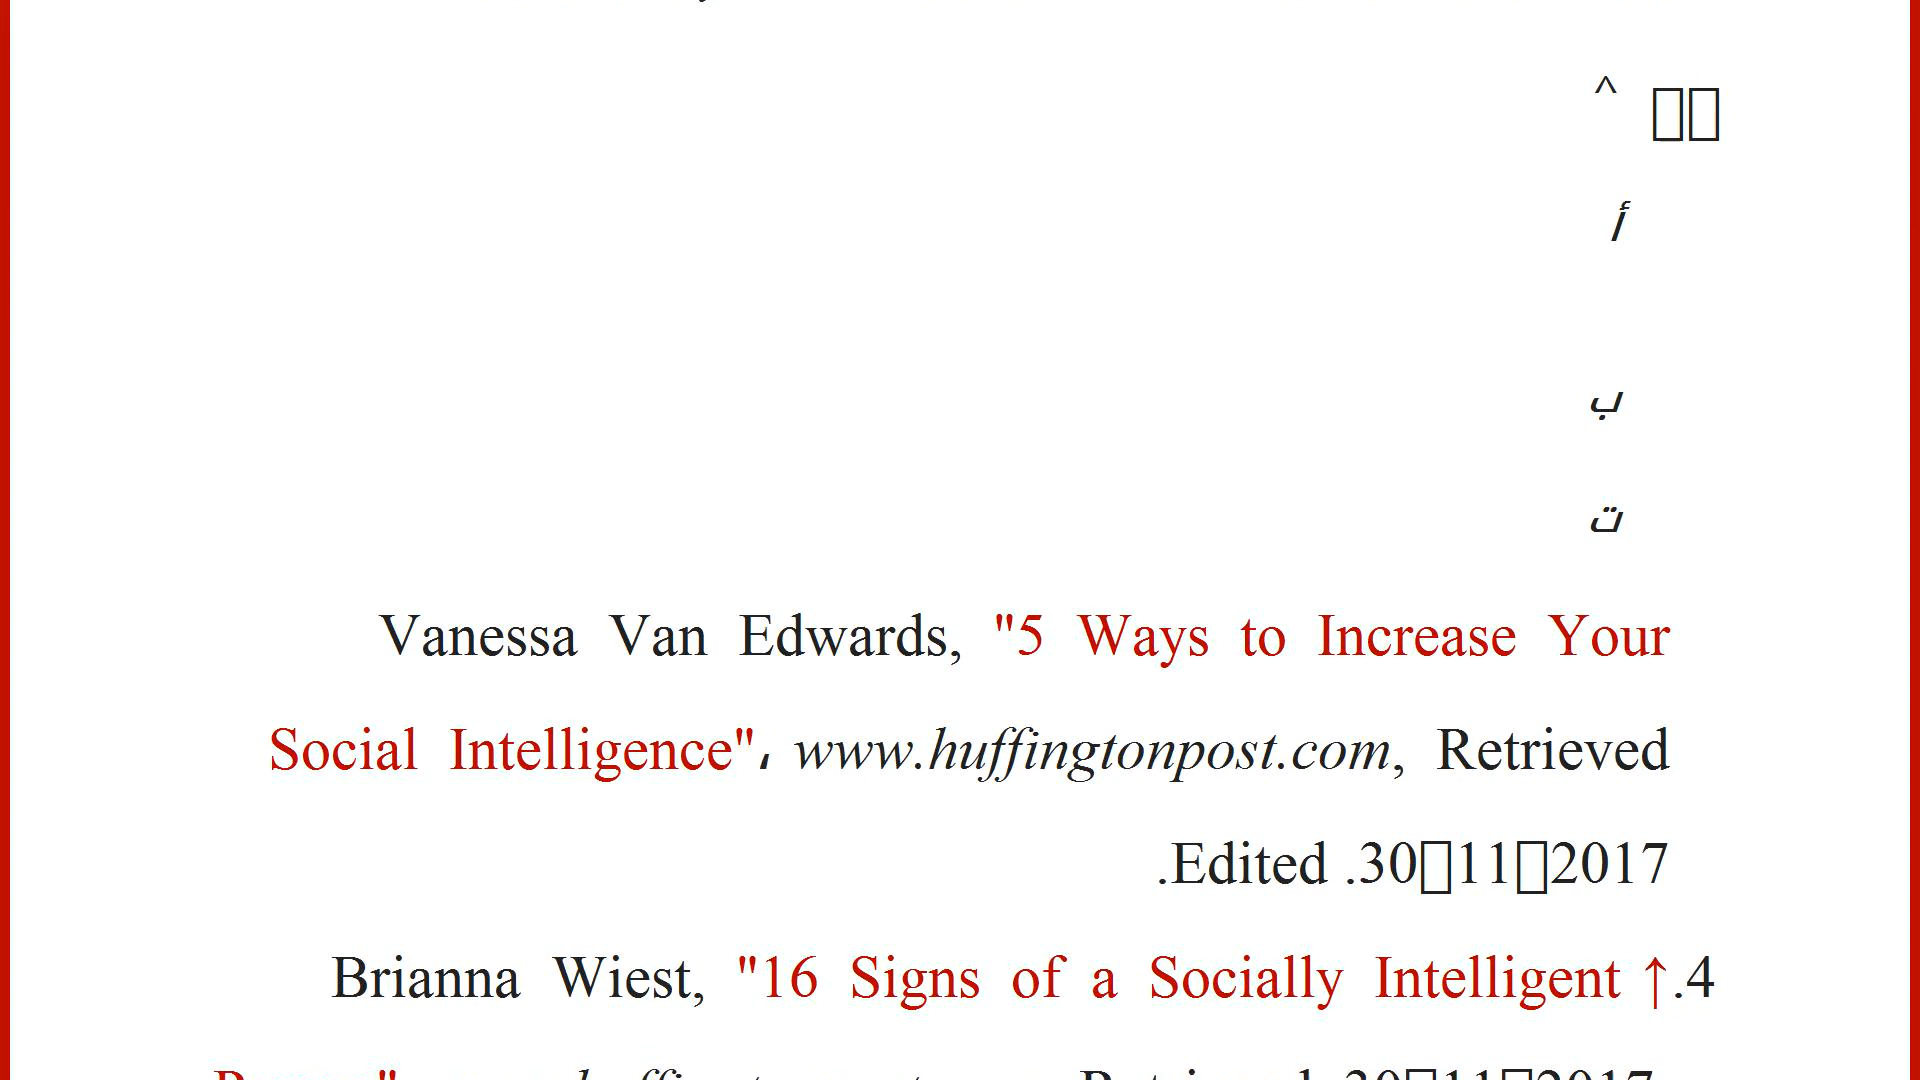 ^ 
أ
ب
ت
Vanessa Van Edwards, "5 Ways to Increase Your
Social Intelligence"، www.huffingtonpost.com, Retrieved
.Edited .30▯11▯2017
Brianna Wiest, "16 Signs of a Socially Intelligent ↑.4